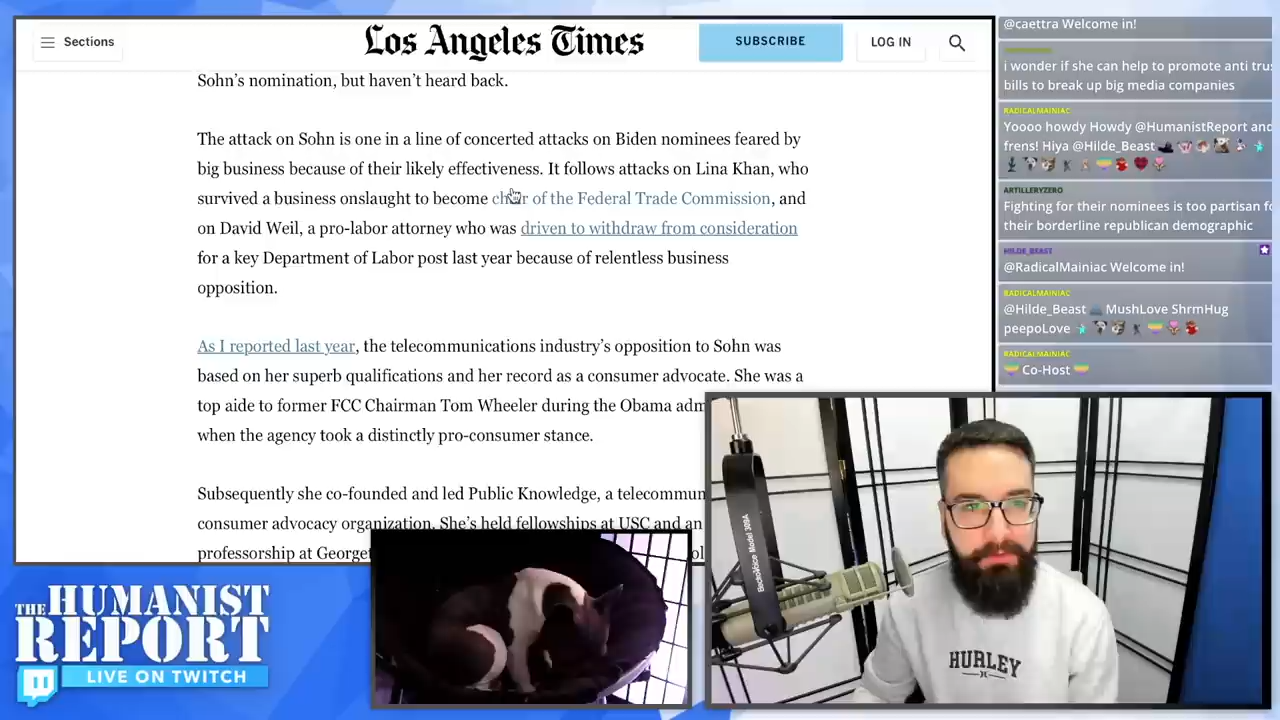 Sections
Los Angeles Times
SUBSCRIBE
LOG IN
Sohn's nomination, but haven't heard back.
The attack on Sohn is one in a line of concerted attacks on Biden nominees feared by
big business because of their likely effectiveness. It follows attacks on Lina Khan, who
survived a business onslaught to become chair of the Federal Trade Commission, and
on David Weil, a pro-labor attorney who was driven to withdraw from consideration
for a key Department of Labor post last year because of relentless business
opposition.
As I reported last year, the telecommunications industry's opposition to Sohn was
based on her superb qualifications and her record as a consumer advocate. She was a
top aide to former FCC Chairman Tom Wheeler during the Obama adm
when the agency took a distinctly pro-consumer stance.
Subsequently she co-founded and led Public Knowledge, a telecommun
consumer advocacy organization. She's held fellowships at USC and an
professorship at Georget
@caettra Welcome in!
i wonder if she can help to promote anti trus
bills to break up big media companies
RADICALMAINIAC
Yoooo howdy Howdy @HumanistReport and
frens! Hiya @Hilde_Beast
ARTILLERYZERO
Fighting for their nominees is too partisan fo
their borderline republican demographic
HILDE_BEAST
@RadicalMainiac Welcome in!
RADICALMAINIAC
@Hilde_Beast MushLove ShrmHug
peepoLove
RADICALMAINIAC
Co-Host
THE HUMANIST
REPORT
LIVE ON TWITCH
HURLEY